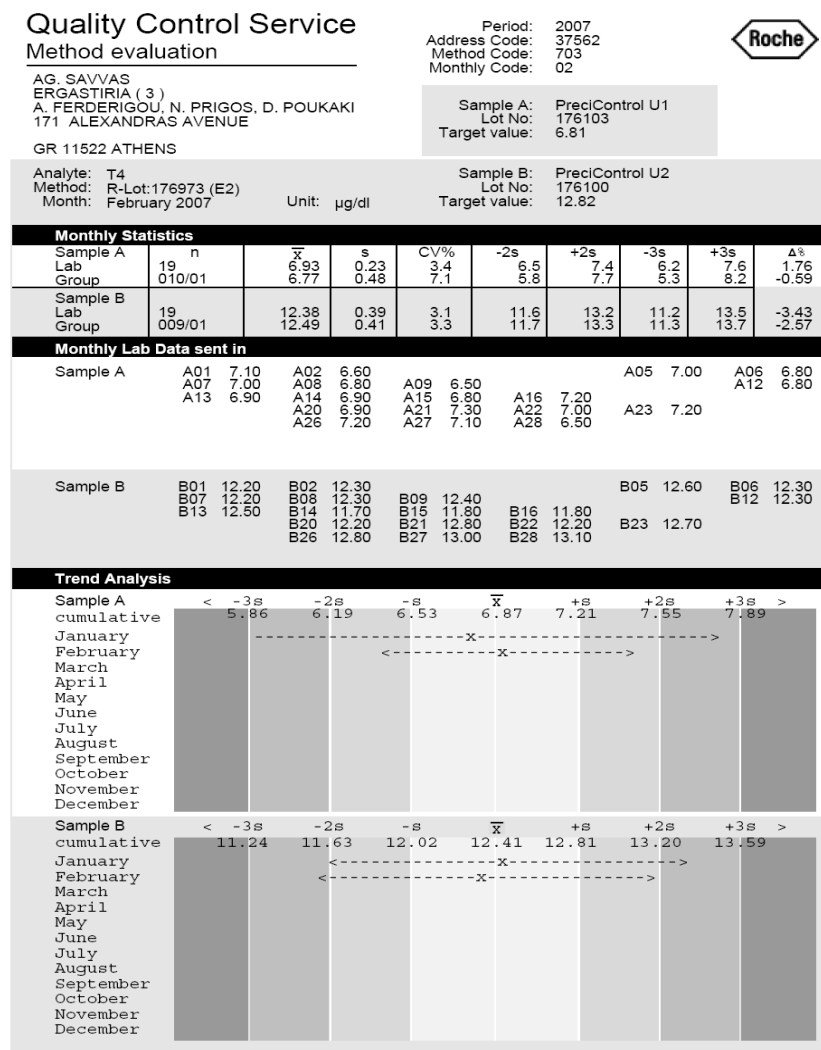 Quality Control Service
Method evaluation
Period: 2007
Address Code: 37562
Method Code: 703
Monthly Code: 02
Roche
AG. SAVVAS
ERGASTIRIA ( 3 )
A. FERDERIGOU, N. PRIGOS, D. POUKAKI
171 ALEXANDRAS AVENUE
GR 11522 ATHENS
Sample A: PreciControl U1
Lot No: 176103
Target value: 6.81
Analyte: T4
Method: R-Lot:176973 (E2)
Month: February 2007 Unit: µg/dl
Sample B: PreciControl U2
Lot No: 176100
Target value: 12.82
Monthly Statistics
Sample A n x̅ s CV% -2s +2s -3s +3s Δ%
Lab 19 6.93 0.23 3.4 6.5 7.4 6.2 7.6 1.76
Group 010/01 6.77 0.48 7.1 5.8 7.7 5.3 8.2 -0.59
Sample B
Lab 19 12.38 0.39 3.1 11.6 13.2 11.2 13.5 -3.43
Group 009/01 12.49 0.41 3.3 11.7 13.3 11.3 13.7 -2.57
Monthly Lab Data sent in
Sample A A01 7.10 A02 6.60 A05 7.00 A06 6.80
A07 7.00 A08 6.80 A09 6.50 A12 6.80
A13 6.90 A14 6.90 A15 6.80 A16 7.20
A20 6.90 A21 7.30 A22 7.00 A23 7.20
A26 7.20 A27 7.10 A28 6.50
Sample B B01 12.20 B02 12.30 B05 12.60 B06 12.30
B07 12.20 B08 12.30 B09 12.40 B12 12.30
B13 12.50 B14 11.70 B15 11.80 B16 11.80
B20 12.20 B21 12.80 B22 12.20 B23 12.70
B26 12.80 B27 13.00 B28 13.10
Trend Analysis
Sample A < -3s -2s -s x̅ +s +2s +3s >
cumulative 5.86 6.19 6.53 6.87 7.21 7.55 7.89
January ------------------x--------------------->
February <---------x----------->
March
April
May
June
July
August
September
October
November
December
Sample B < -3s -2s -s x̅ +s +2s +3s >
cumulative 11.24 11.63 12.02 12.41 12.81 13.20 13.59
January <---------------x---------------->
February <--------------x--------------->
March
April
May
June
July
August
September
October
November
December